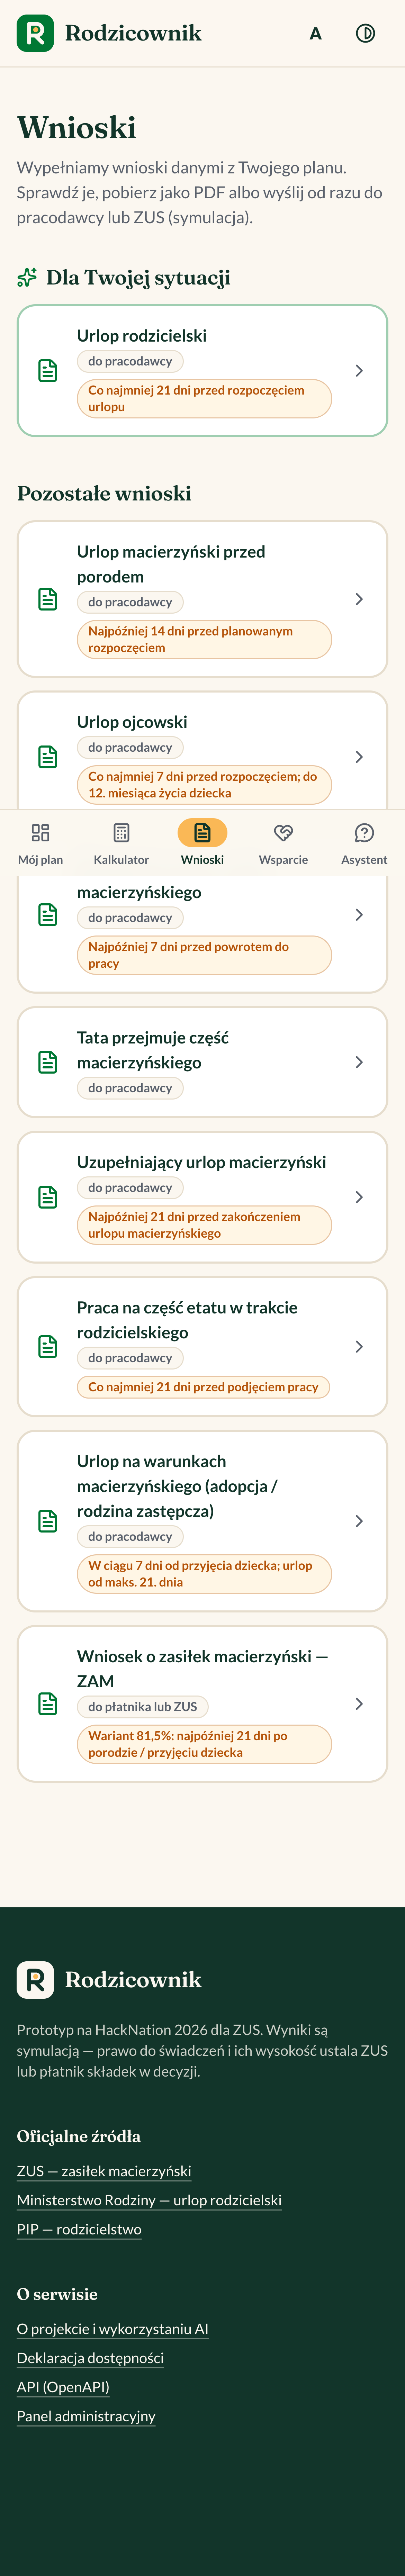 Rodzicownik
A
Wnioski
Wypełniamy wnioski danymi z Twojego planu.
Sprawdź je, pobierz jako PDF albo wyślij od razu do
pracodawcy lub ZUS (symulacja).
Dla Twojej sytuacji
Urlop rodzicielski
do pracodawcy
Co najmniej 21 dni przed rozpoczęciem
urlopu
Pozostałe wnioski
Urlop macierzyński przed
porodem
do pracodawcy
Najpóźniej 14 dni przed planowanym
rozpoczęciem
Urlop ojcowski
do pracodawcy
Co najmniej 7 dni przed rozpoczęciem; do
12. miesiąca życia dziecka
Mój plan
Kalkulator
Wnioski
Wsparcie
Asystent
macierzyńskiego
do pracodawcy
Najpóźniej 7 dni przed powrotem do
pracy
Tata przejmuje część
macierzyńskiego
do pracodawcy
Uzupełniający urlop macierzyński
do pracodawcy
Najpóźniej 21 dni przed zakończeniem
urlopu macierzyńskiego
Praca na część etatu w trakcie
rodzicielskiego
do pracodawcy
Co najmniej 21 dni przed podjęciem pracy
Urlop na warunkach
macierzyńskiego (adopcja /
rodzina zastępcza)
do pracodawcy
W ciągu 7 dni od przyjęcia dziecka; urlop
od maks. 21. dnia
Wniosek o zasiłek macierzyński —
ZAM
do płatnika lub ZUS
Wariant 81,5%: najpóźniej 21 dni po
porodzie / przyjęciu dziecka
Rodzicownik
Prototyp na HackNation 2026 dla ZUS. Wyniki są
symulacją — prawo do świadczeń i ich wysokość ustala ZUS
lub płatnik składek w decyzji.
Oficjalne źródła
ZUS — zasiłek macierzyński
Ministerstwo Rodziny — urlop rodzicielski
PIP — rodzicielstwo
O serwisie
O projekcie i wykorzystaniu AI
Deklaracja dostępności
API (OpenAPI)
Panel administracyjny